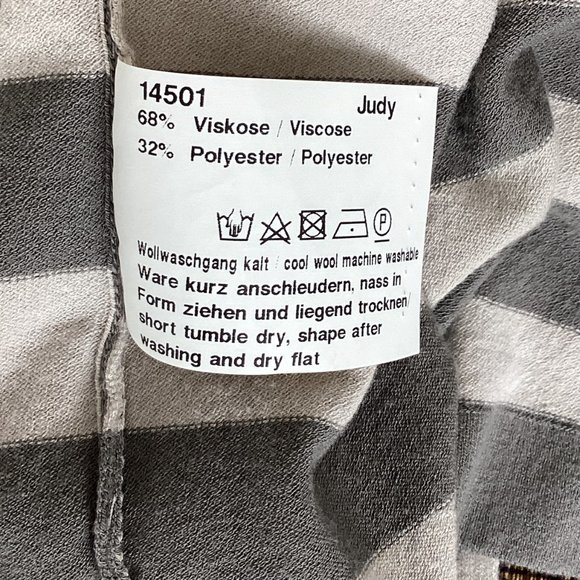 14501 Judy
68% Viskose / Viscose
32% Polyester / Polyester
P
Wollwaschgang kalt / cool wool machine washable
Ware kurz anschleudern, nass in
Form ziehen und liegend trocknen/
short tumble dry, shape after
washing and dry flat